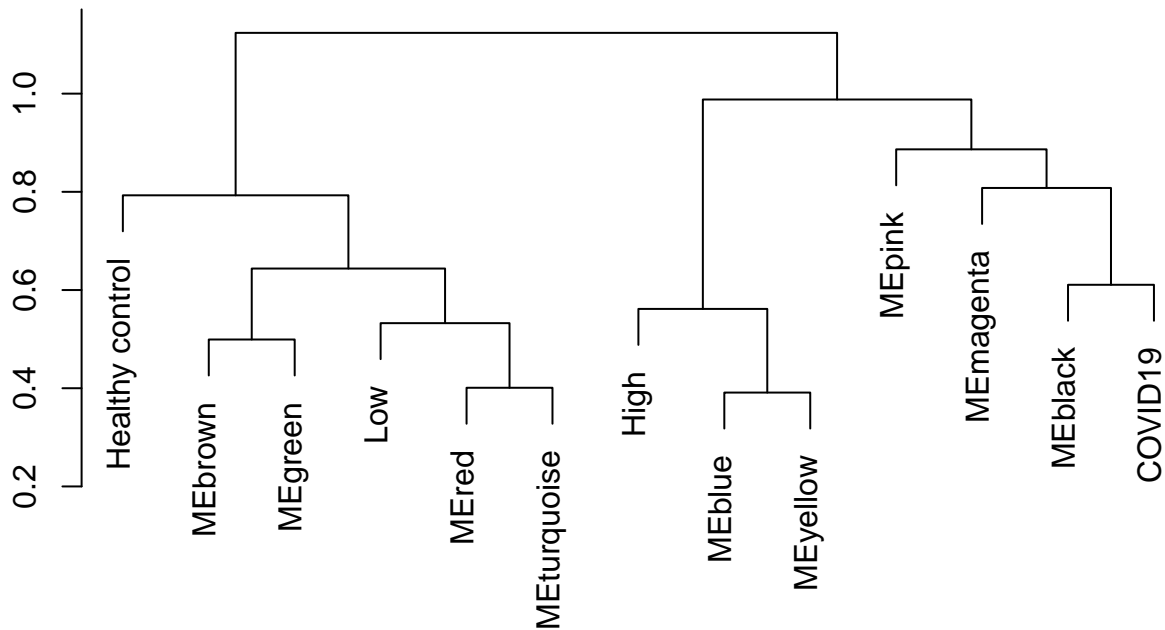 1.0
0.8
0.6
0.4
0.2
Healthy control
MEbrown
MEgreen
Low
MEred
MEturquoise
High
MEblue
MEyellow
MEpink
MEmagenta
MEblack
COVID19